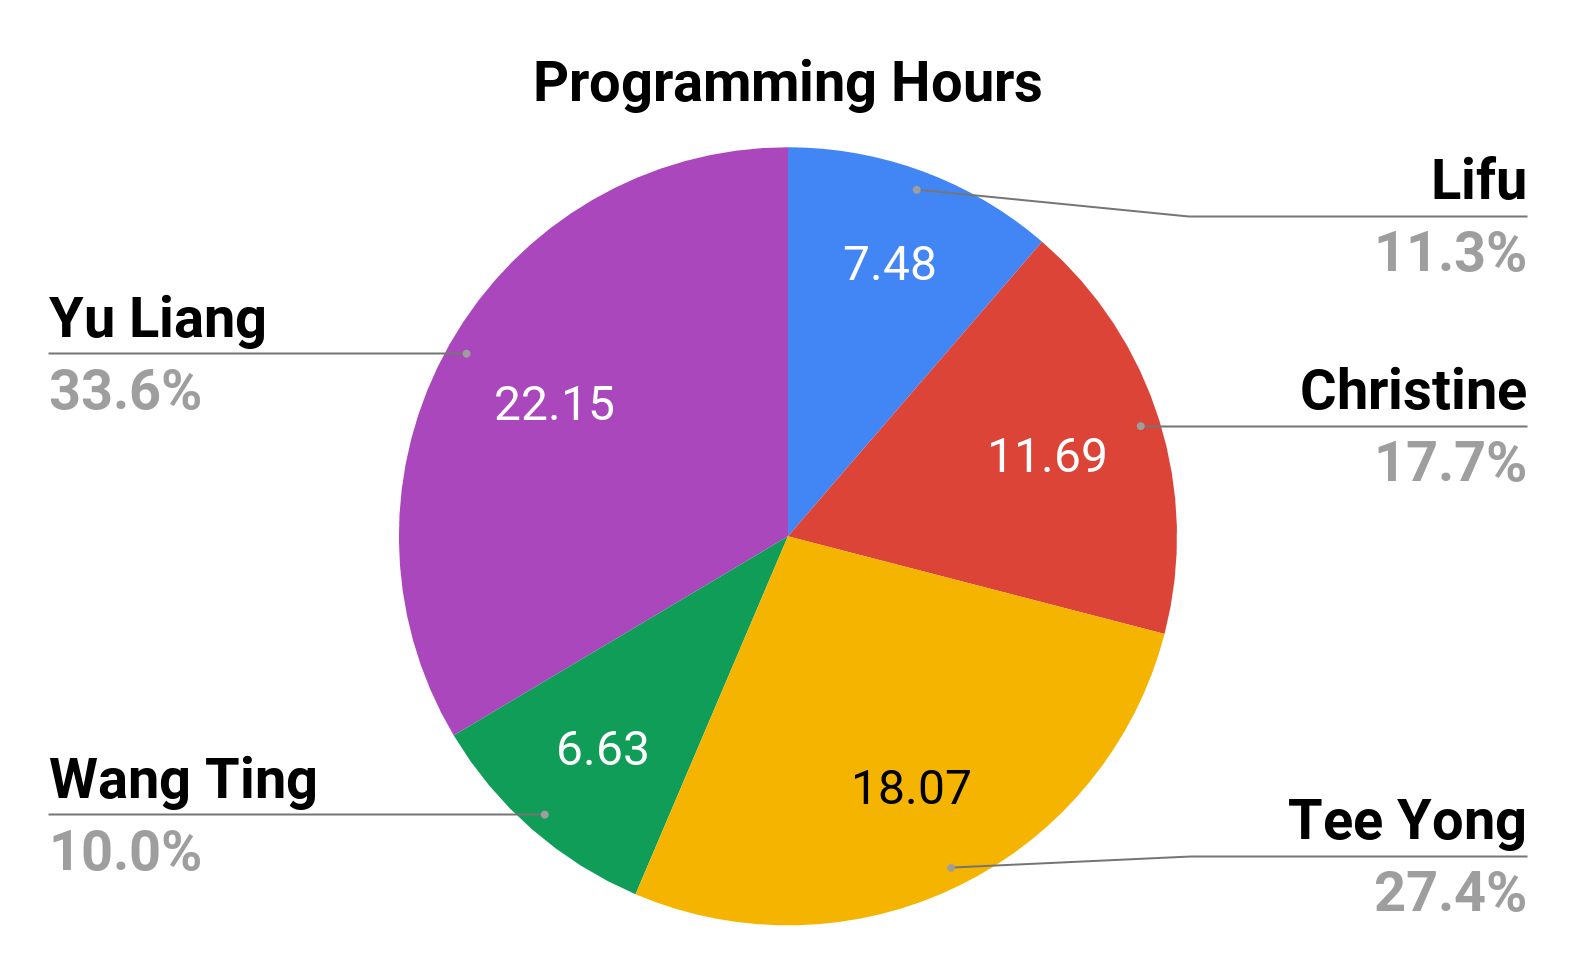 Programming Hours
Lifu
11.3%
7.48
Yu Liang
33.6%
22.15
Christine
17.7%
11.69
Wang Ting
10.0%
6.63
18.07
Tee Yong
27.4%